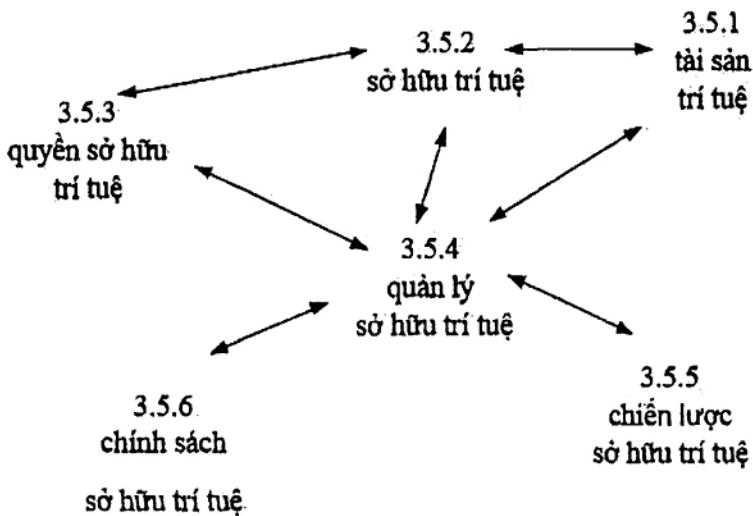 3.5.1
tài sản
trí tuệ
3.5.2
sở hữu trí tuệ
3.5.3
quyền sở hữu
trí tuệ
3.5.4
quản lý
sở hữu trí tuệ
3.5.5
chiến lược
sở hữu trí tuệ
3.5.6
chính sách
sở hữu trí tuệ